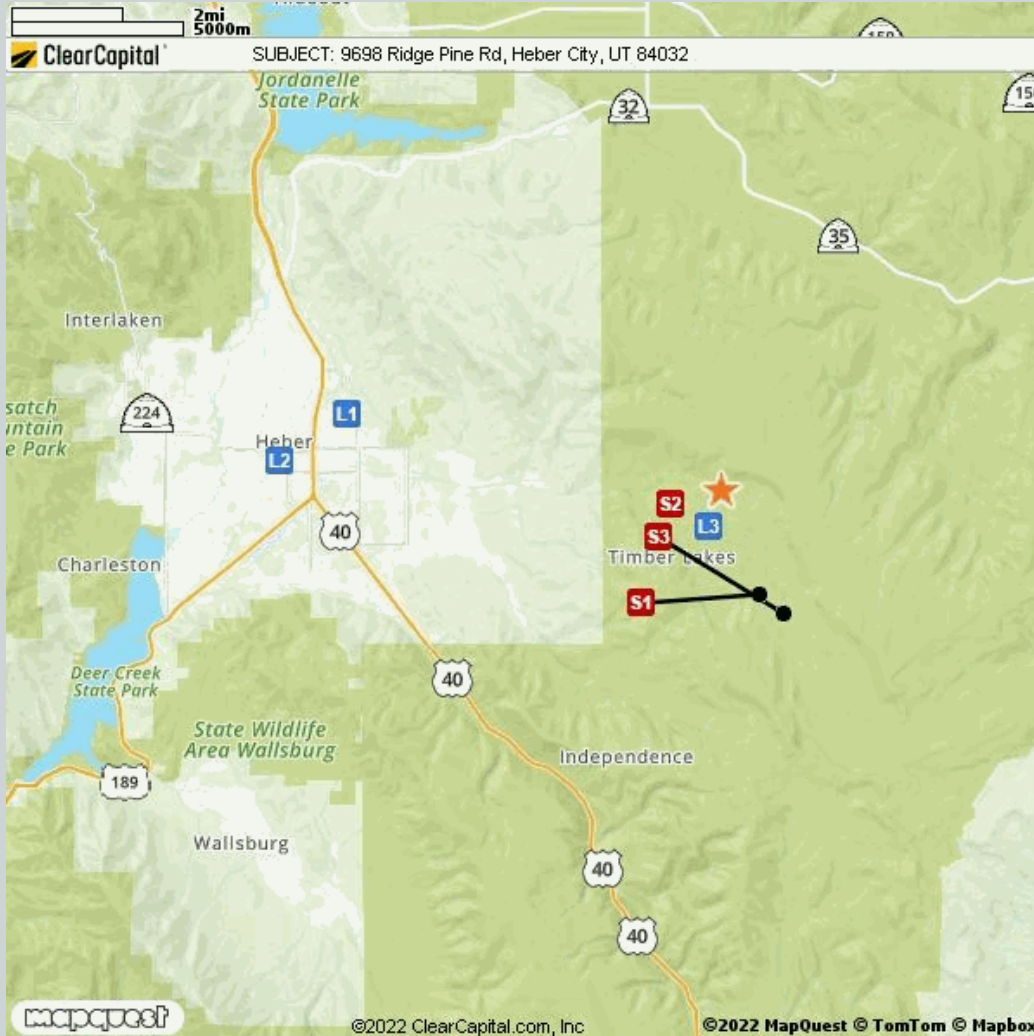 2mi
5000m
ClearCapital
SUBJECT: 9698 Ridge Pine Rd, Heber City, UT 84032
Jordanelle
State Park
32
35
Interlaken
224
L1
Heber
L2
40
S2
L3
S3
Timber Lakes
S1
Charleston
Deer Creek
State Park
40
State Wildlife
Area Wallsburg
189
Independence
Wallsburg
40
40
mapquest
©2022 ClearCapital.com, Inc
©2022 MapQuest © TomTom © Mapbox